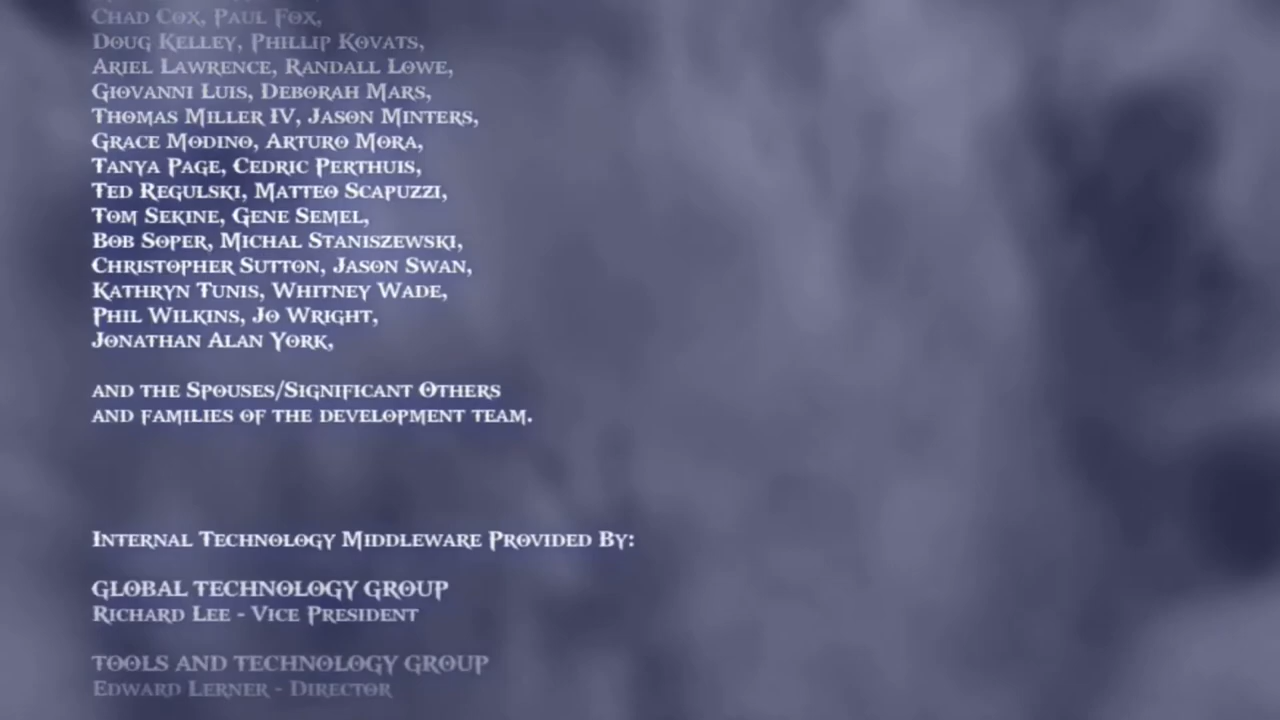 Chad Cox, Paul Fox,
Doug Kelley, Phillip Kovats,
Ariel Lawrence, Randall Lowe,
Giovanni Luis, Deborah Mars,
Thomas Miller IV, Jason Minters,
Grace Modino, Arturo Mora,
Tanya Page, Cedric Perthuis,
Ted Regulski, Matteo Scapuzzi,
Tom Sekine, Gene Semel,
Bob Soper, Michal Staniszewski,
Christopher Sutton, Jason Swan,
Kathryn Tunis, Whitney Wade,
Phil Wilkins, Jo Wright,
Jonathan Alan York,
and the Spouses/Significant Others
and families of the development team.
Internal Technology Middleware Provided By:
GLOBAL TECHNOLOGY GROUP
Richard Lee - Vice President
TOOLS AND TECHNOLOGY GROUP
Edward Lerner - Director